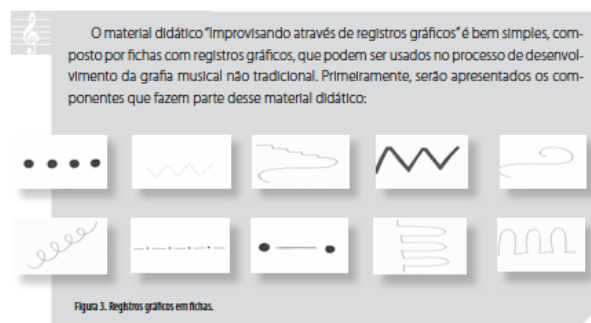 O material didático “Improvisando através de registros gráficos” é bem simples, com-
posto por fichas com registros gráficos, que podem ser usados no processo de desenvol-
vimento da grafia musical não tradicional. Primeiramente, serão apresentados os com-
ponentes que fazem parte desse material didático:
Figura 3. Registros gráficos em fichas.